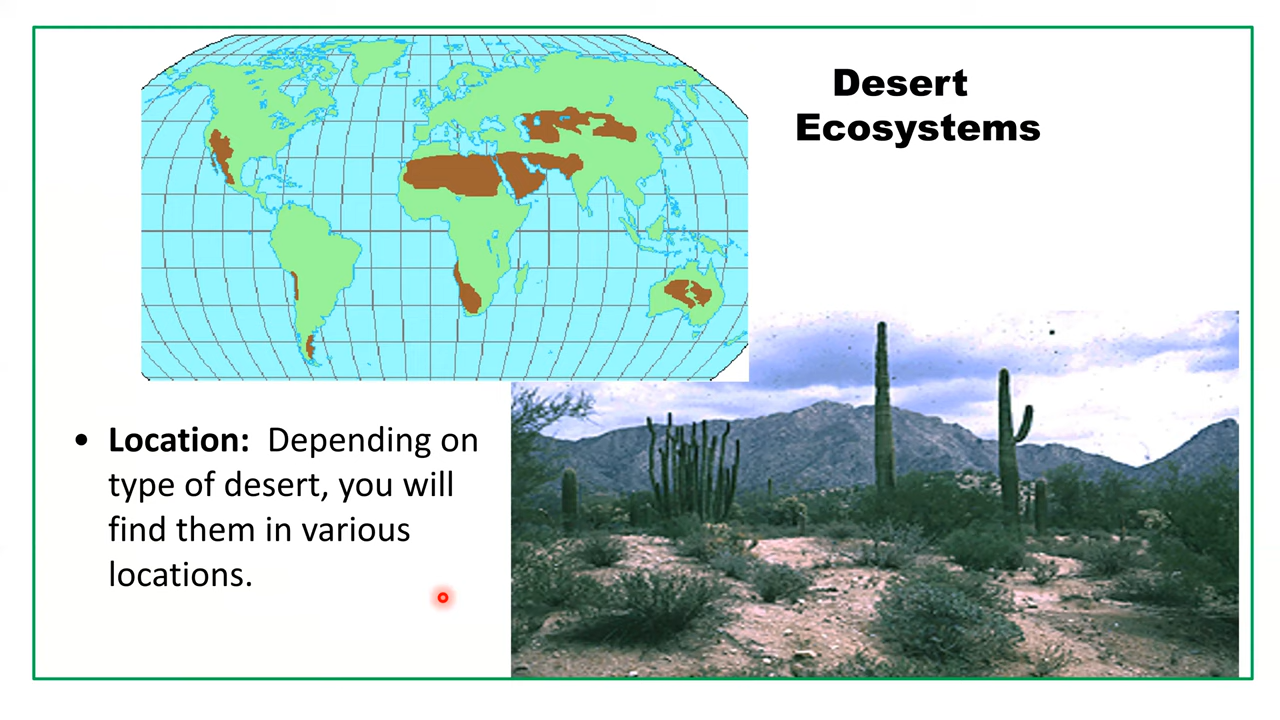 Desert
Ecosystems
• Location: Depending on
type of desert, you will
find them in various
locations.